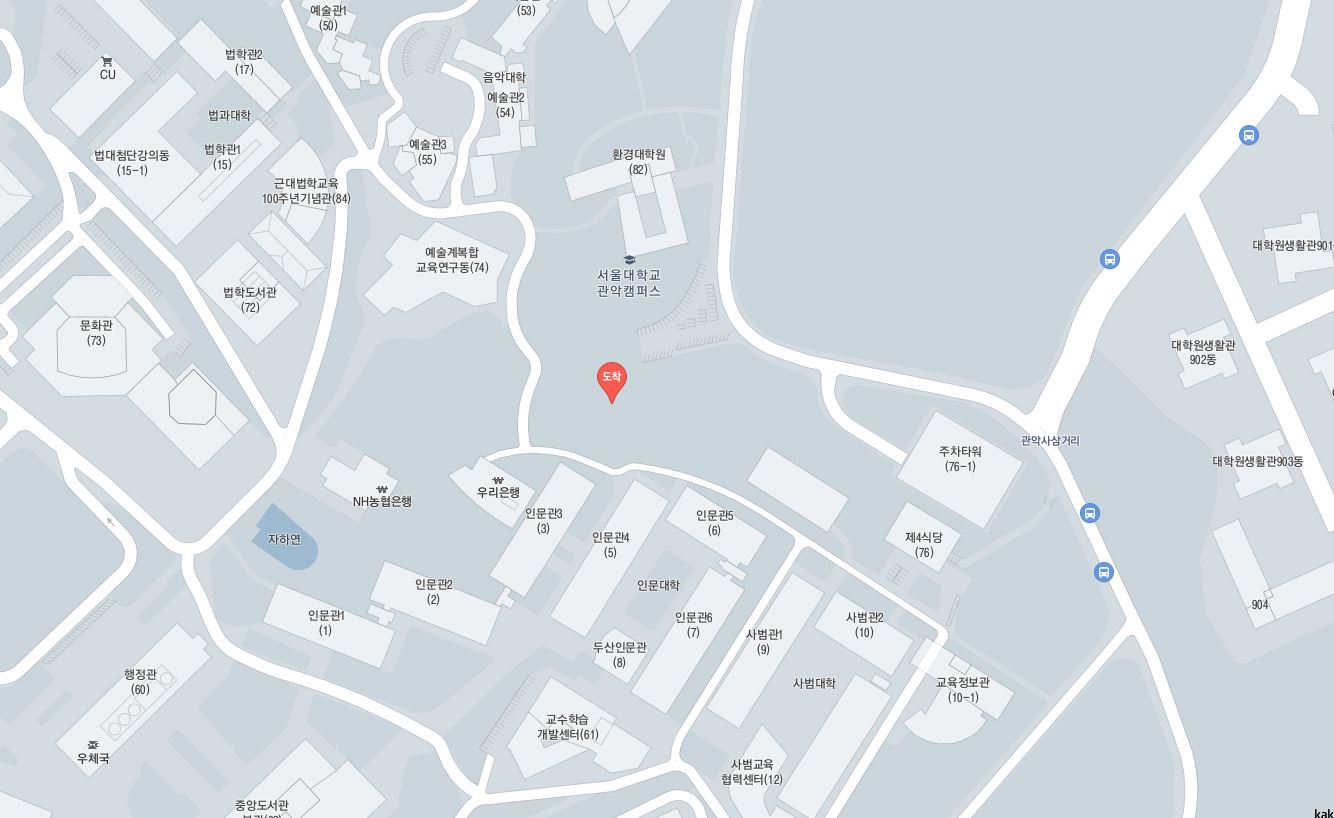 예술관1
(50)
(53)
법학관2
(17)
CU
음악대학
예술관2
(54)
법과대학
법학관1
(15)
법대첨단강의동
(15-1)
예술관3
(55)
환경대학원
(82)
근대법학교육
100주년기념관(84)
예술계복합
교육연구동(74)
서울대학교
관악캠퍼스
대학원생활관901
법학도서관
(72)
문화관
(73)
대학원생활관
902동
도착
관악사삼거리
주차타워
(76-1)
대학원생활관903동
NH농협은행
우리은행
인문관3
(3)
인문관5
(6)
자하연
인문관4
(5)
제4식당
(76)
인문관2
(2)
인문대학
904
인문관1
(1)
인문관6
(7)
사범관1
(9)
사범관2
(10)
두산인문관
(8)
행정관
(60)
사범대학
교육정보관
(10-1)
교수학습
개발센터(61)
우체국
사범교육
협력센터(12)
중앙도서관
kak